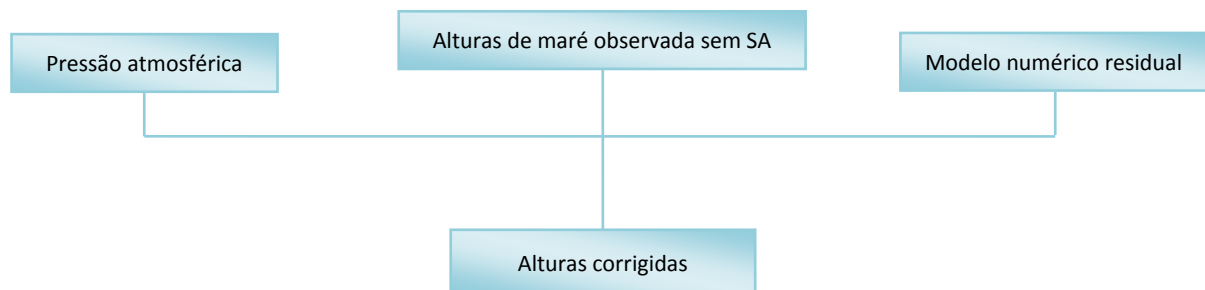 Pressão atmosférica
Alturas de maré observada sem SA
Modelo numérico residual
Alturas corrigidas